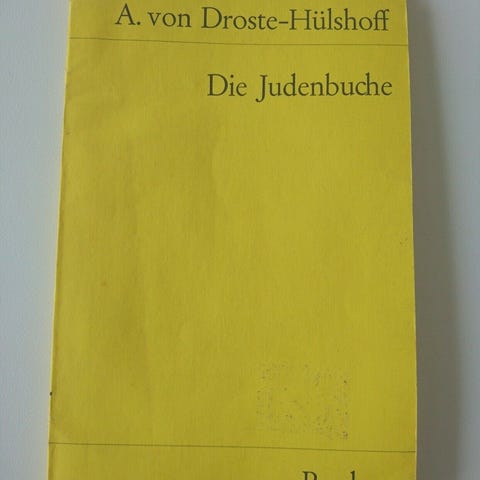 A. von Droste-Hülshoff
Die Judenbuche